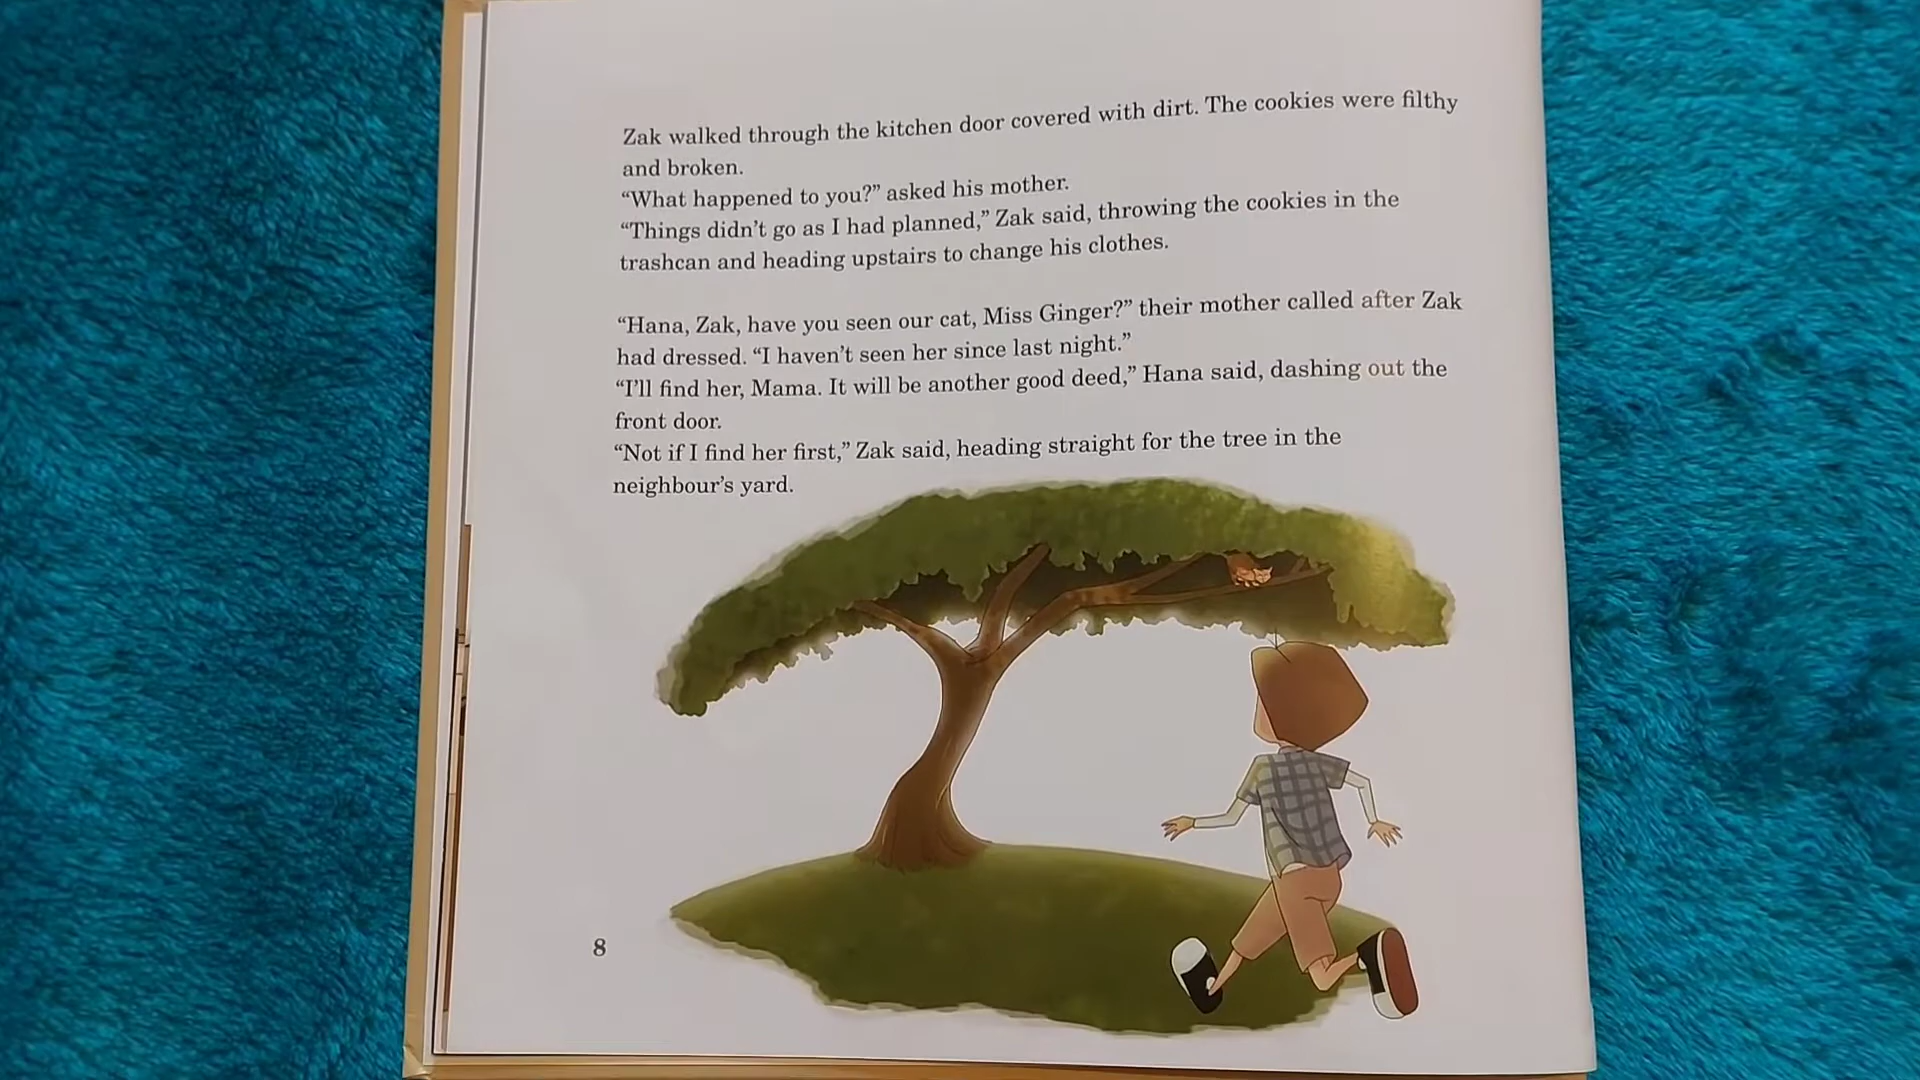 Zak walked through the kitchen door covered with dirt. The cookies were filthy
and broken.
“What happened to you?” asked his mother.
“Things didn’t go as I had planned,” Zak said, throwing the cookies in the
trashcan and heading upstairs to change his clothes.
“Hana, Zak, have you seen our cat, Miss Ginger?” their mother called after Zak
had dressed. “I haven’t seen her since last night.”
“I’ll find her, Mama. It will be another good deed,” Hana said, dashing out the
front door.
“Not if I find her first,” Zak said, heading straight for the tree in the
neighbour’s yard.
8